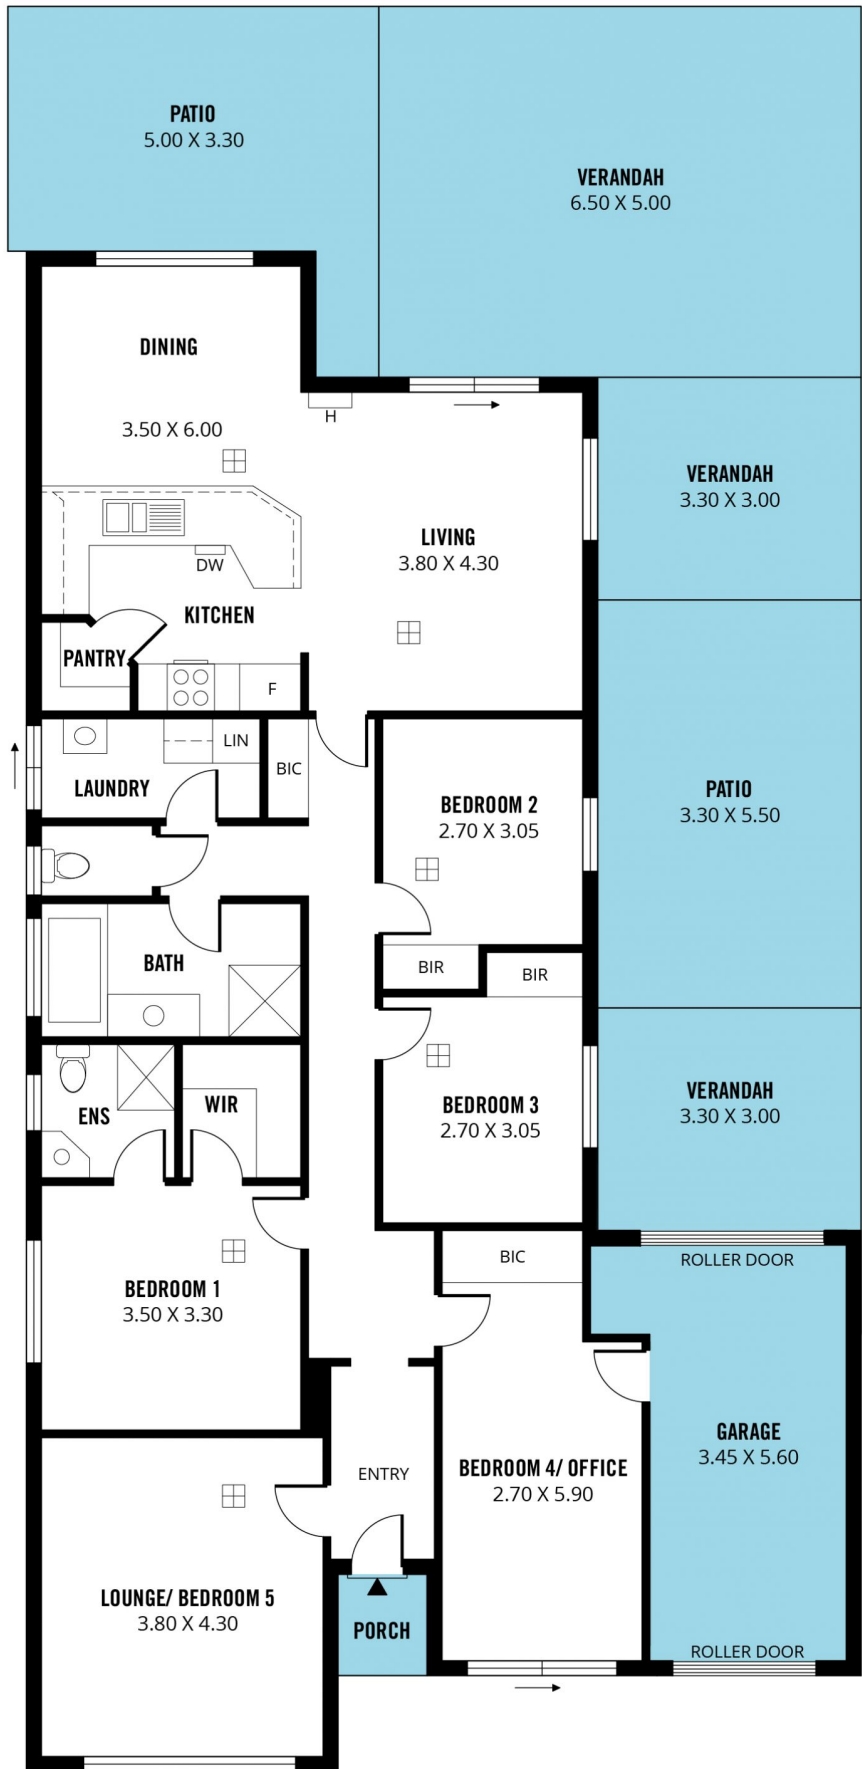 PATIO
5.00 X 3.30
VERANDAH
6.50 X 5.00
DINING
3.50 X 6.00
H
VERANDAH
3.30 X 3.00
LIVING
3.80 X 4.30
DW
KITCHEN
PANTRY
F
LIN
BIC
LAUNDRY
BEDROOM 2
2.70 X 3.05
PATIO
3.30 X 5.50
BATH
BIR
BIR
ENS
WIR
BEDROOM 3
2.70 X 3.05
VERANDAH
3.30 X 3.00
BIC
ROLLER DOOR
BEDROOM 1
3.50 X 3.30
GARAGE
3.45 X 5.60
ENTRY
BEDROOM 4/ OFFICE
2.70 X 5.90
LOUNGE/ BEDROOM 5
3.80 X 4.30
PORCH
ROLLER DOOR